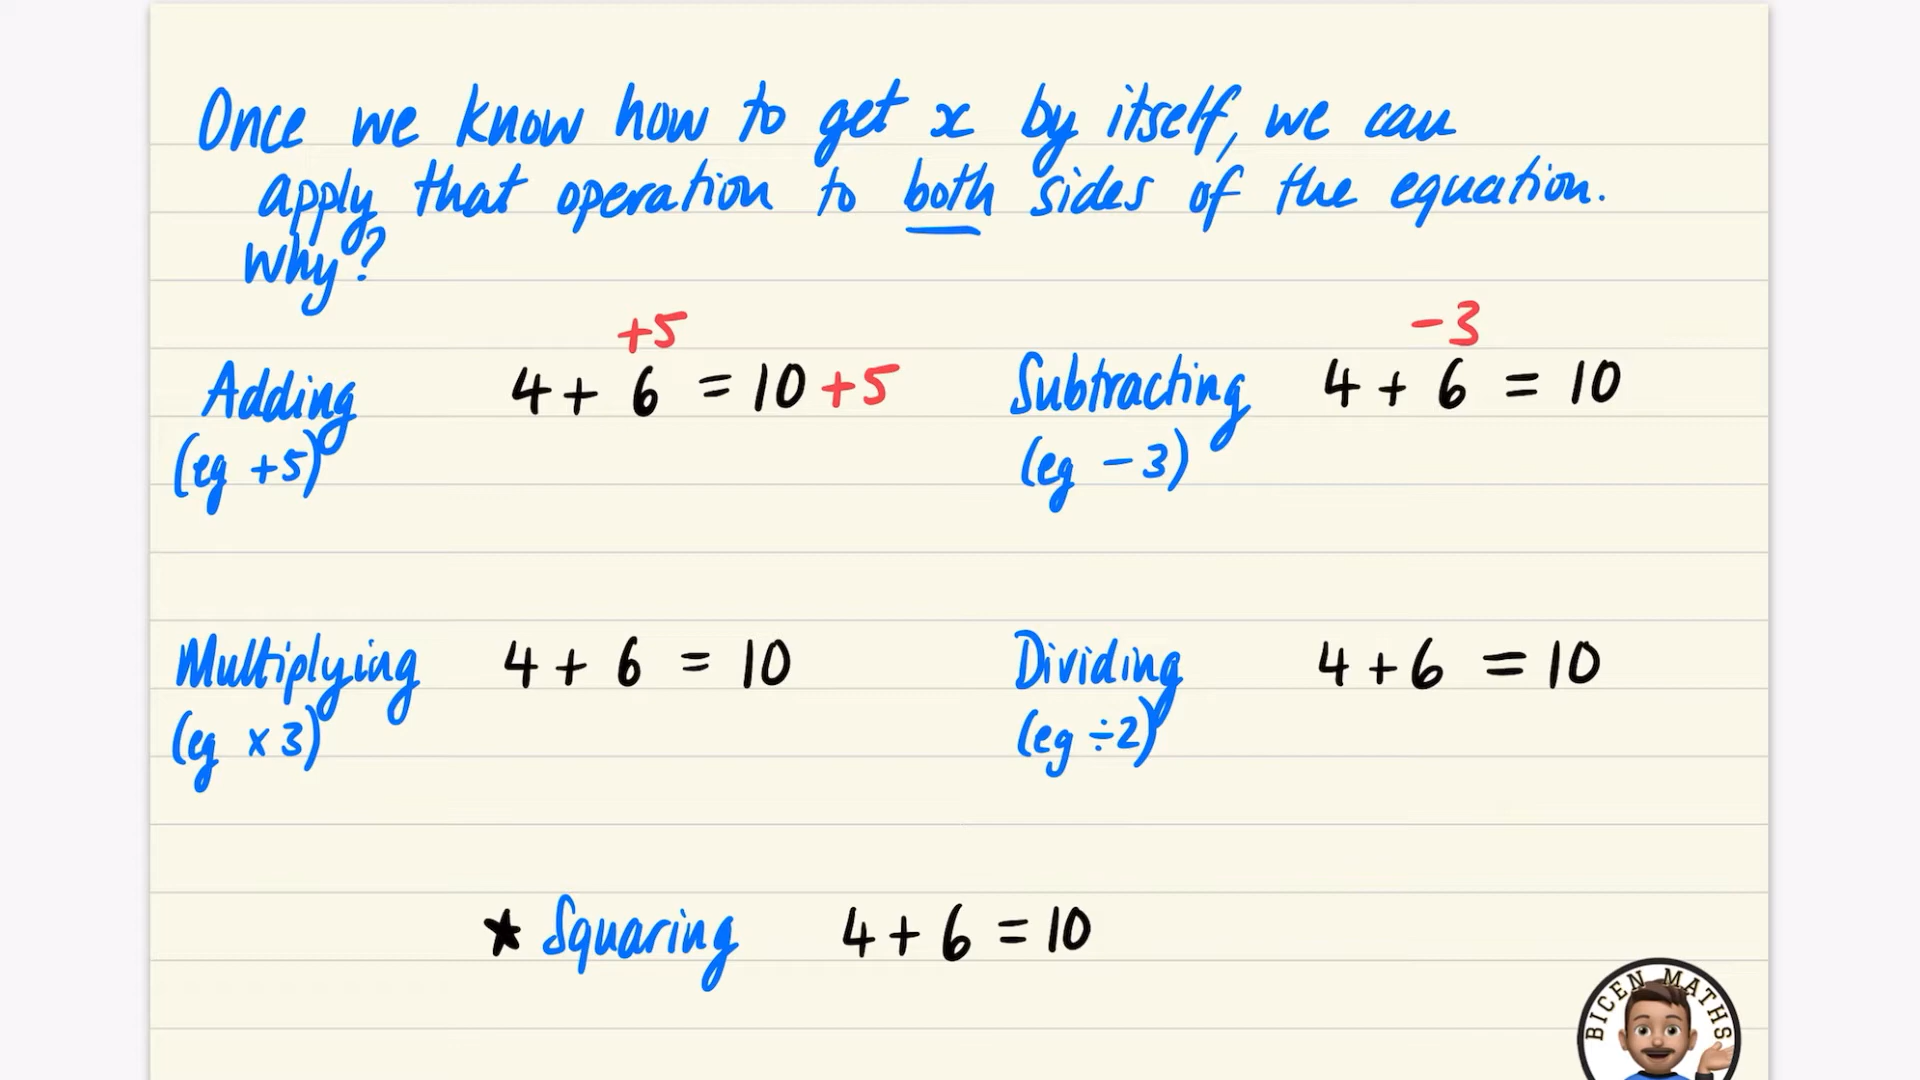 Once we know how to get x by itself, we can
apply that operation to both sides of the equation.
Why?
+5
Adding 4 + 6 = 10 +5
(eg +5)
-3
Subtracting 4 + 6 = 10
(eg -3)
Multiplying 4 + 6 = 10
(eg × 3)
Dividing 4 + 6 = 10
(eg ÷2)
★ Squaring 4 + 6 = 10
BICEN MATHS